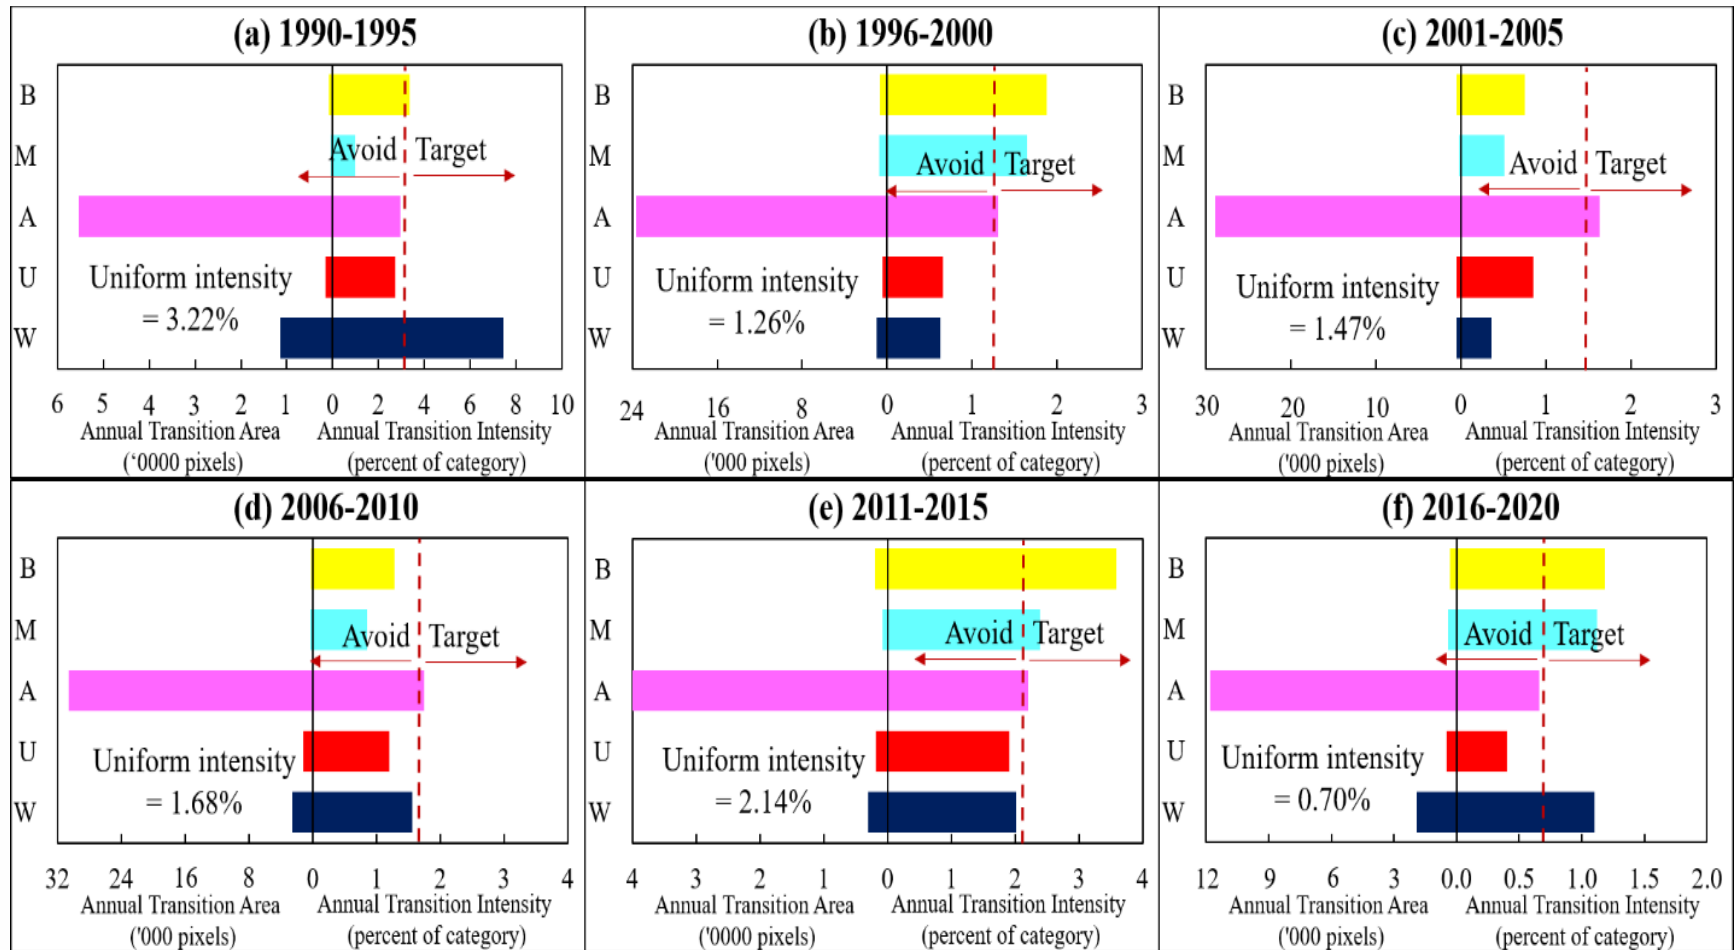 (a) 1990-1995
B
M
Avoid Target
A
U
Uniform intensity
= 3.22%
W
6 5 4 3 2 1 0 2 4 6 8 10
Annual Transition Area Annual Transition Intensity
(‘0000 pixels) (percent of category)
(b) 1996-2000
B
M
Avoid Target
A
U
Uniform intensity
= 1.26%
W
24 16 8 0 1 2 3
Annual Transition Area Annual Transition Intensity
('000 pixels) (percent of category)
(c) 2001-2005
B
M
Avoid Target
A
U
Uniform intensity
= 1.47%
W
30 20 10 0 1 2 3
Annual Transition Area Annual Transition Intensity
('000 pixels) (percent of category)
(d) 2006-2010
B
M
Avoid Target
A
U
Uniform intensity
= 1.68%
W
32 24 16 8 0 1 2 3 4
Annual Transition Area Annual Transition Intensity
('000 pixels) (percent of category)
(e) 2011-2015
B
M
Avoid Target
A
U
Uniform intensity
= 2.14%
W
4 3 2 1 0 1 2 3 4
Annual Transition Area Annual Transition Intensity
('0000 pixels) (percent of category)
(f) 2016-2020
B
M
Avoid Target
A
U
Uniform intensity
= 0.70%
W
12 9 6 3 0.0 0.5 1.0 1.5 2.0
Annual Transition Area Annual Transition Intensity
('000 pixels) (percent of category)